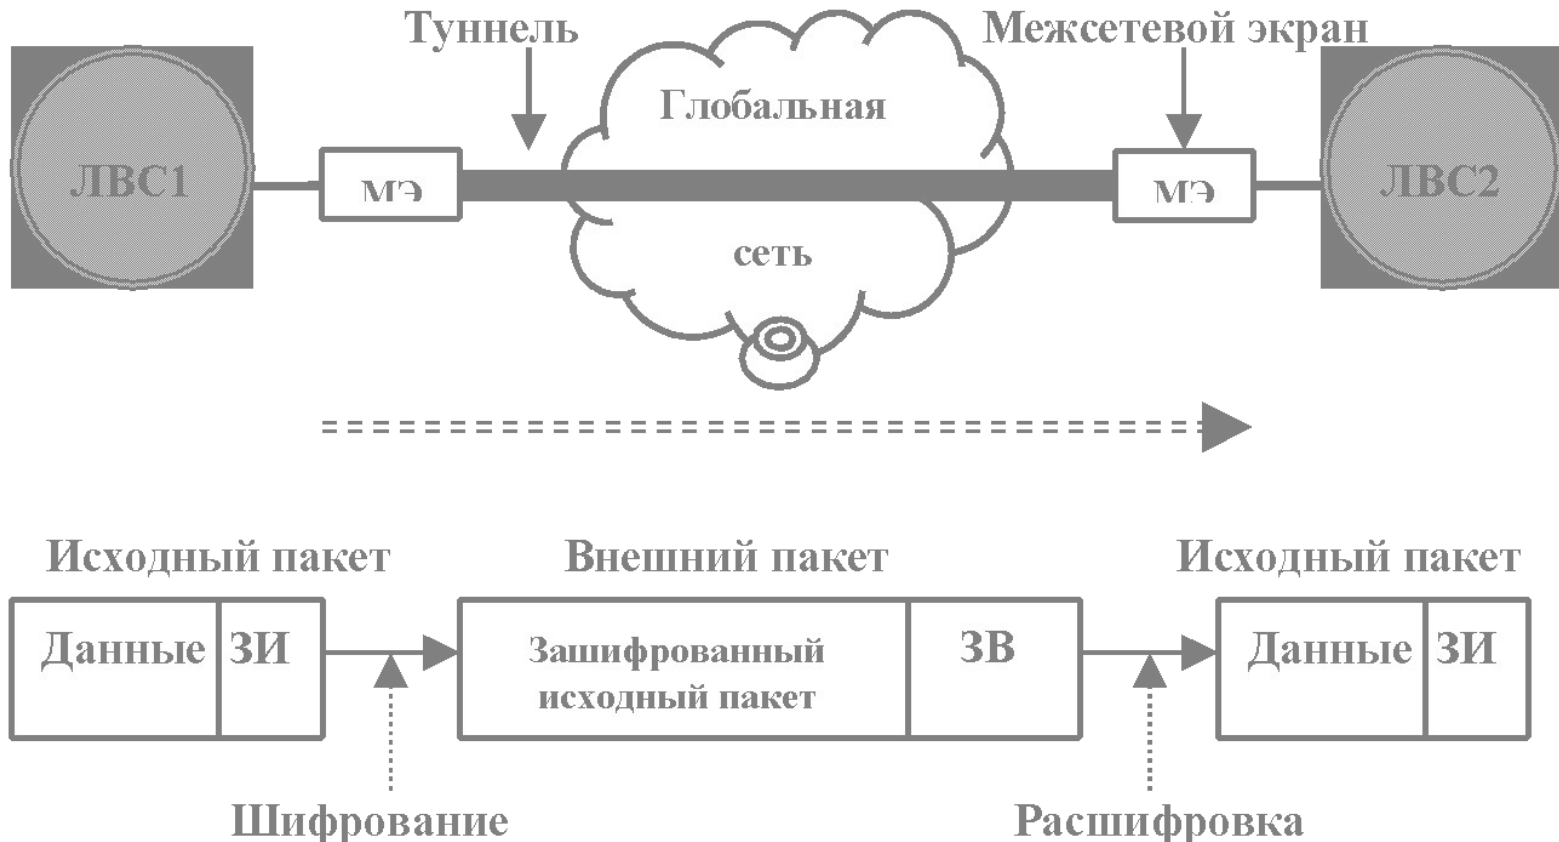 Туннель
Межсетевой экран
Глобальная
ЛВС1
МЭ
МЭ
ЛВС2
сеть
Исходный пакет
Внешний пакет
Исходный пакет
Данные
ЗИ
Зашифрованный
исходный пакет
ЗВ
Данные
ЗИ
Шифрование
Расшифровка